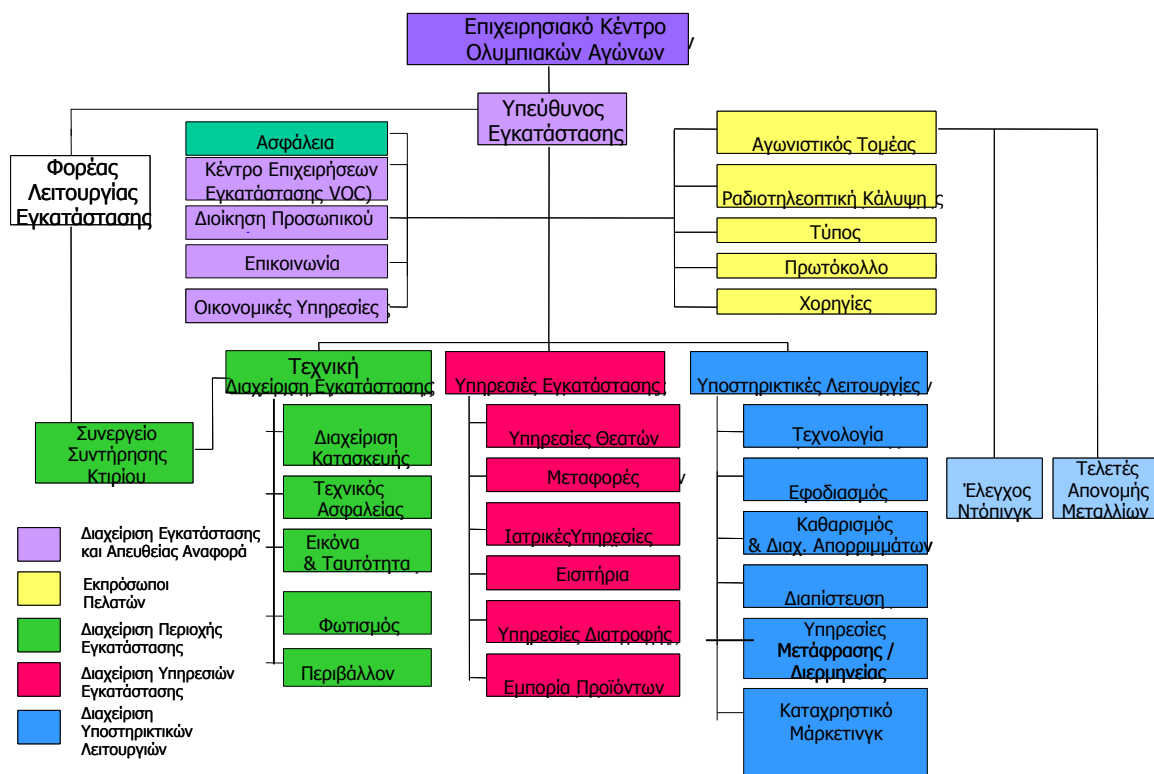 Επιχειρησιακό Κέντρο
Ολυμπιακών Αγώνων
Υπεύθυνος
Εγκατάστασης
Φορέας
Λειτουργίας
Εγκατάστασης
Ασφάλεια
Κέντρο Επιχειρήσεων
Εγκατάστασης VOC)
Διοίκηση Προσωπικού
Επικοινωνία
Οικονομικές Υπηρεσίες
Αγωνιστικός Τομέας
Ραδιοτηλεοπτική Κάλυψη ς
Τύπος
Πρωτόκολλο
Χορηγίες
Τεχνική
Διαχείριση Εγκατάστασης
Υπηρεσιές Εγκατάστασης
Υποστηρικτικές Λειτουργίες
Συνεργείο
Συντήρησης
Κτιρίου
Διαχείριση
Κατασκευής
Τεχνικός
Ασφαλείας
Εικόνα
& Ταυτότητα
Φωτισμός
Περιβάλλον
Υπηρεσίες Θεατών
Μεταφορές
ΙατρικέςΥπηρεσίες
Εισιτήρια
Υπηρεσίες Διατροφής
Εμπορία Προϊόντων
Τεχνολογία
Εφοδιασμός
Καθαρισμός
& Διαχ. Απορριμμάτων
Διαπίστευση
Υπηρεσίες
Μετάφρασης /
Διερμηνείας
Καταχρηστικό
Μάρκετινγκ
Έλεγχος
Ντόπινγκ
Τελετές
Απονομής
Μεταλλίων
Διαχείριση Εγκατάστασης
και Απευθείας Αναφορά
Εκπρόσωποι
Πελατών
Διαχείριση Περιοχής
Εγκατάστασης
Διαχείριση Υπηρεσιών
Εγκατάστασης
Διαχείριση
Υποστηρικτικών
Λειτουργιών